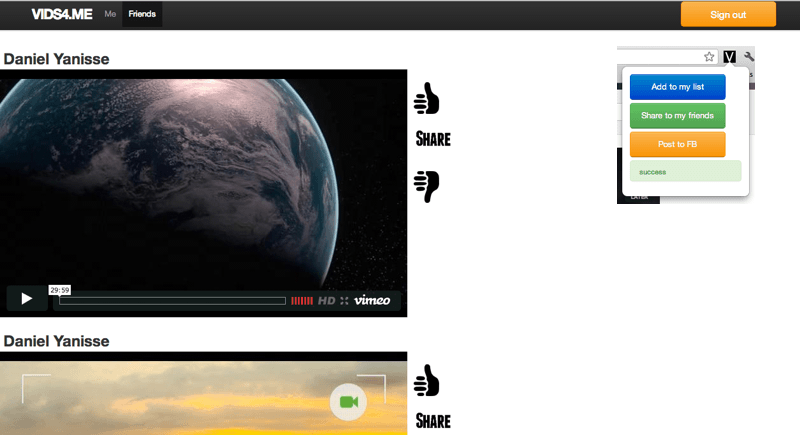 VIDS4.ME Me Friends Sign out
Daniel Yanisse
SHARE
29:59
HD vimeo
V
Add to my list
Share to my friends
Post to FB
success
LATER
Daniel Yanisse
SHARE